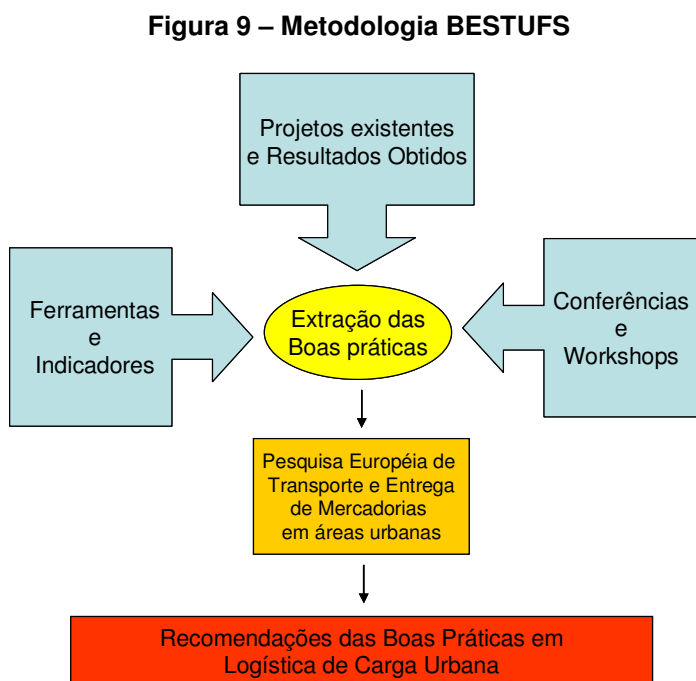 Figura 9 – Metodologia BESTUFS
Projetos existentes
e Resultados Obtidos
Ferramentas
e
Indicadores
Extração das
Boas práticas
Conferências
e
Workshops
Pesquisa Européia de
Transporte e Entrega
de Mercadorias
em áreas urbanas
Recomendações das Boas Práticas em
Logística de Carga Urbana